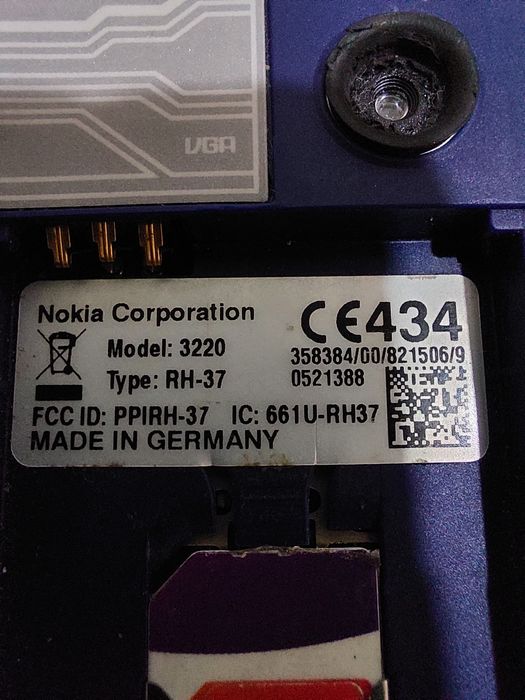 VGA
Nokia Corporation
CE434
Model: 3220
358384/00/821506/9
Type: RH-37
0521388
FCC ID: PPIRH-37 IC: 661U-RH37
MADE IN GERMANY